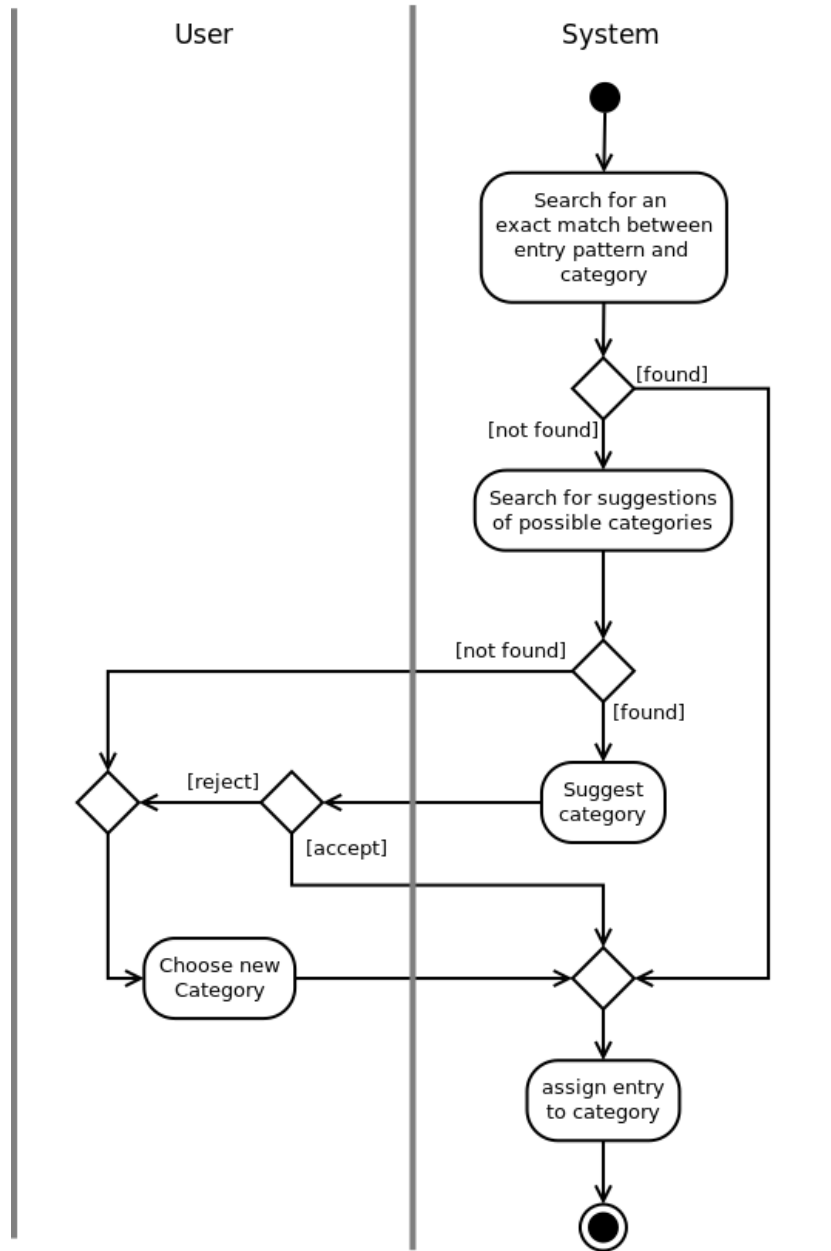 User
System
Search for an
exact match between
entry pattern and
category
[found]
[not found]
Search for suggestions
of possible categories
[not found]
[found]
[reject]
Suggest
category
[accept]
Choose new
Category
assign entry
to category